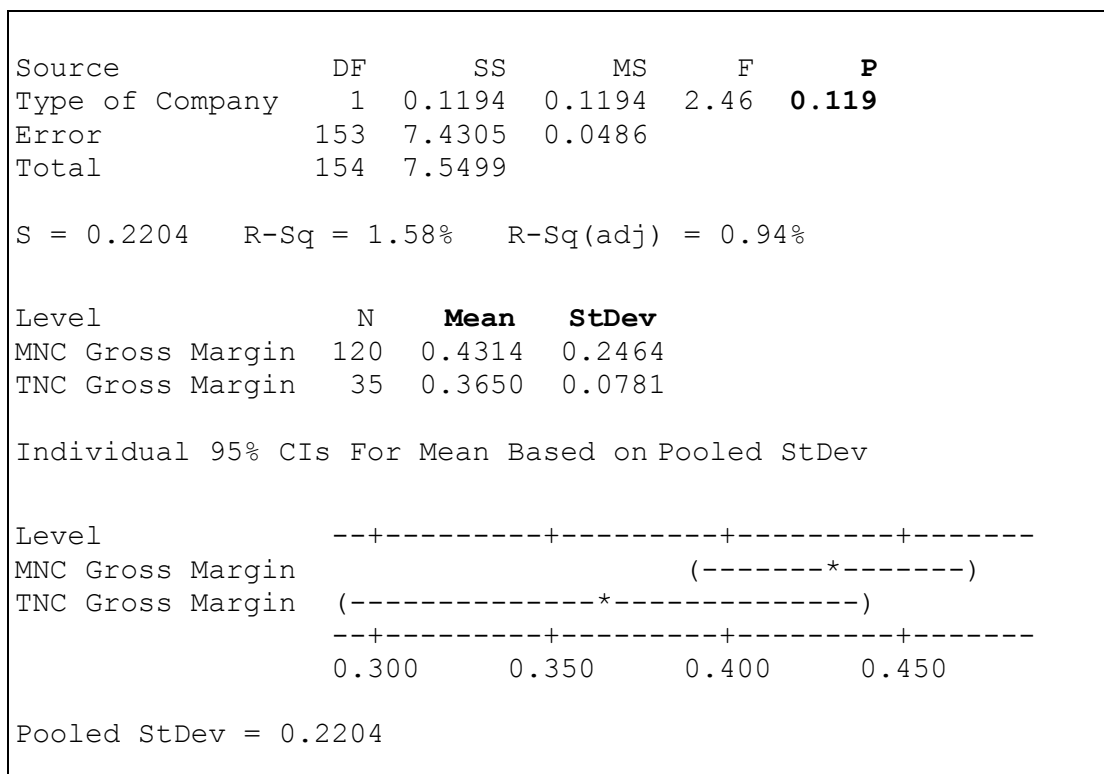 Source DF SS MS F P
Type of Company 1 0.1194 0.1194 2.46 0.119
Error 153 7.4305 0.0486
Total 154 7.5499
S = 0.2204 R-Sq = 1.58% R-Sq(adj) = 0.94%
Level N Mean StDev
MNC Gross Margin 120 0.4314 0.2464
TNC Gross Margin 35 0.3650 0.0781
Individual 95% CIs For Mean Based on Pooled StDev
Level --+---------+---------+---------+-------
MNC Gross Margin (-------*-------)
TNC Gross Margin (--------------*--------------)
--+---------+---------+---------+-------
0.300 0.350 0.400 0.450
Pooled StDev = 0.2204